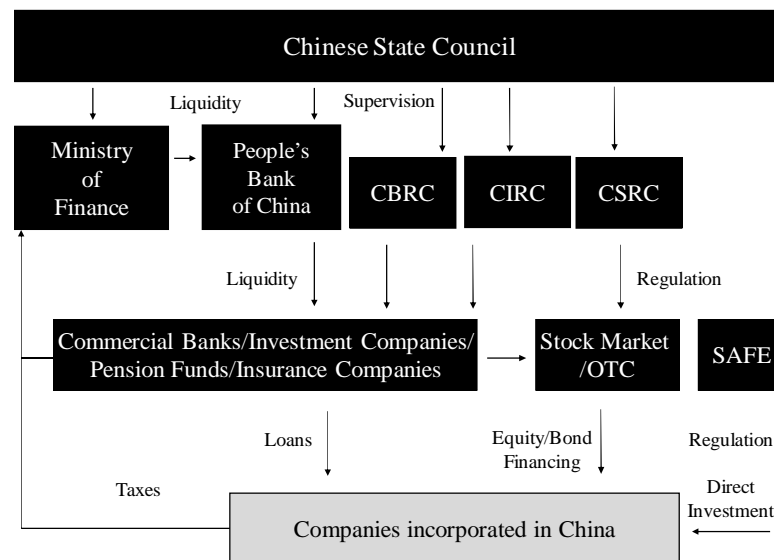 Chinese State Council
Liquidity
Supervision
Ministry
of
Finance
People’s
Bank
of China
CBRC
CIRC
CSRC
Liquidity
Regulation
Commercial Banks/Investment Companies/
Pension Funds/Insurance Companies
Stock Market
/OTC
SAFE
Loans
Equity/Bond
Financing
Regulation
Taxes
Direct
Investment
Companies incorporated in China